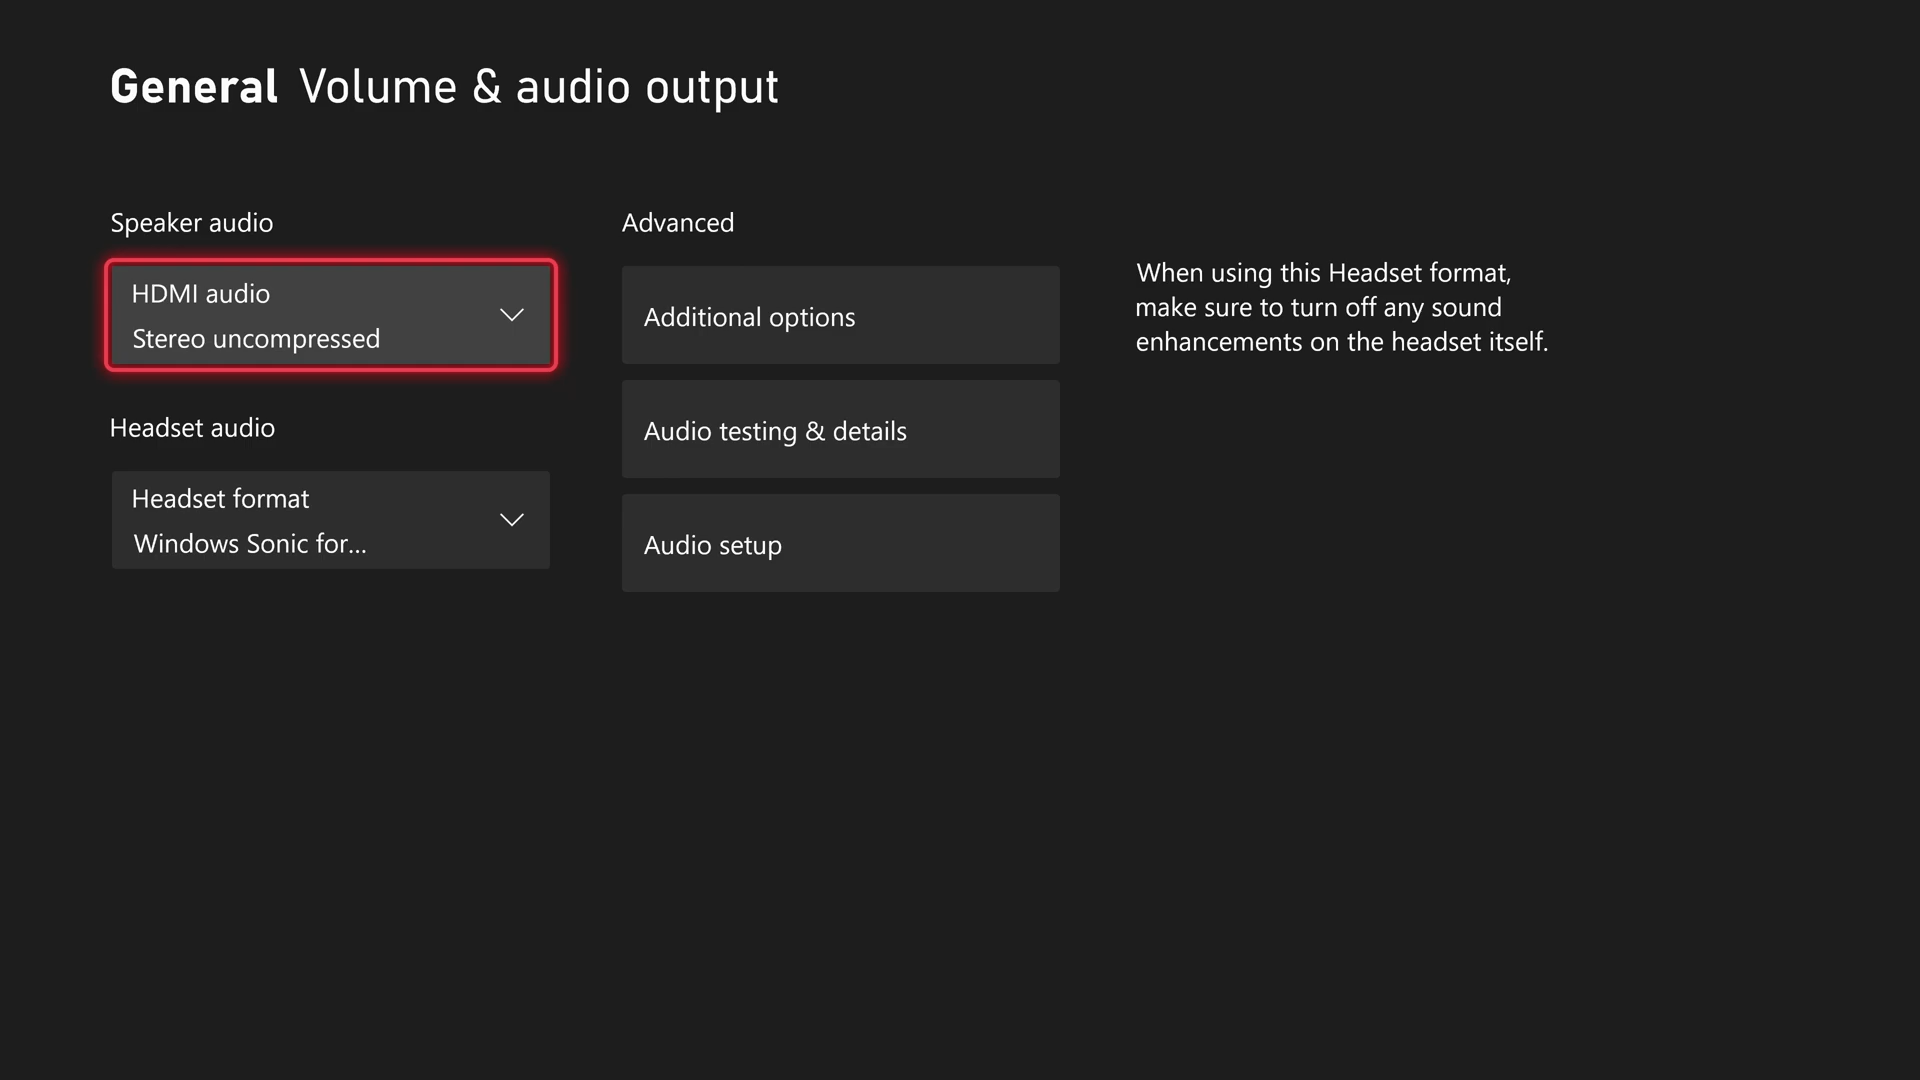 General Volume & audio output
Speaker audio
HDMI audio
Stereo uncompressed
Headset audio
Headset format
Windows Sonic for...
Advanced
Additional options
Audio testing & details
Audio setup
When using this Headset format,
make sure to turn off any sound
enhancements on the headset itself.